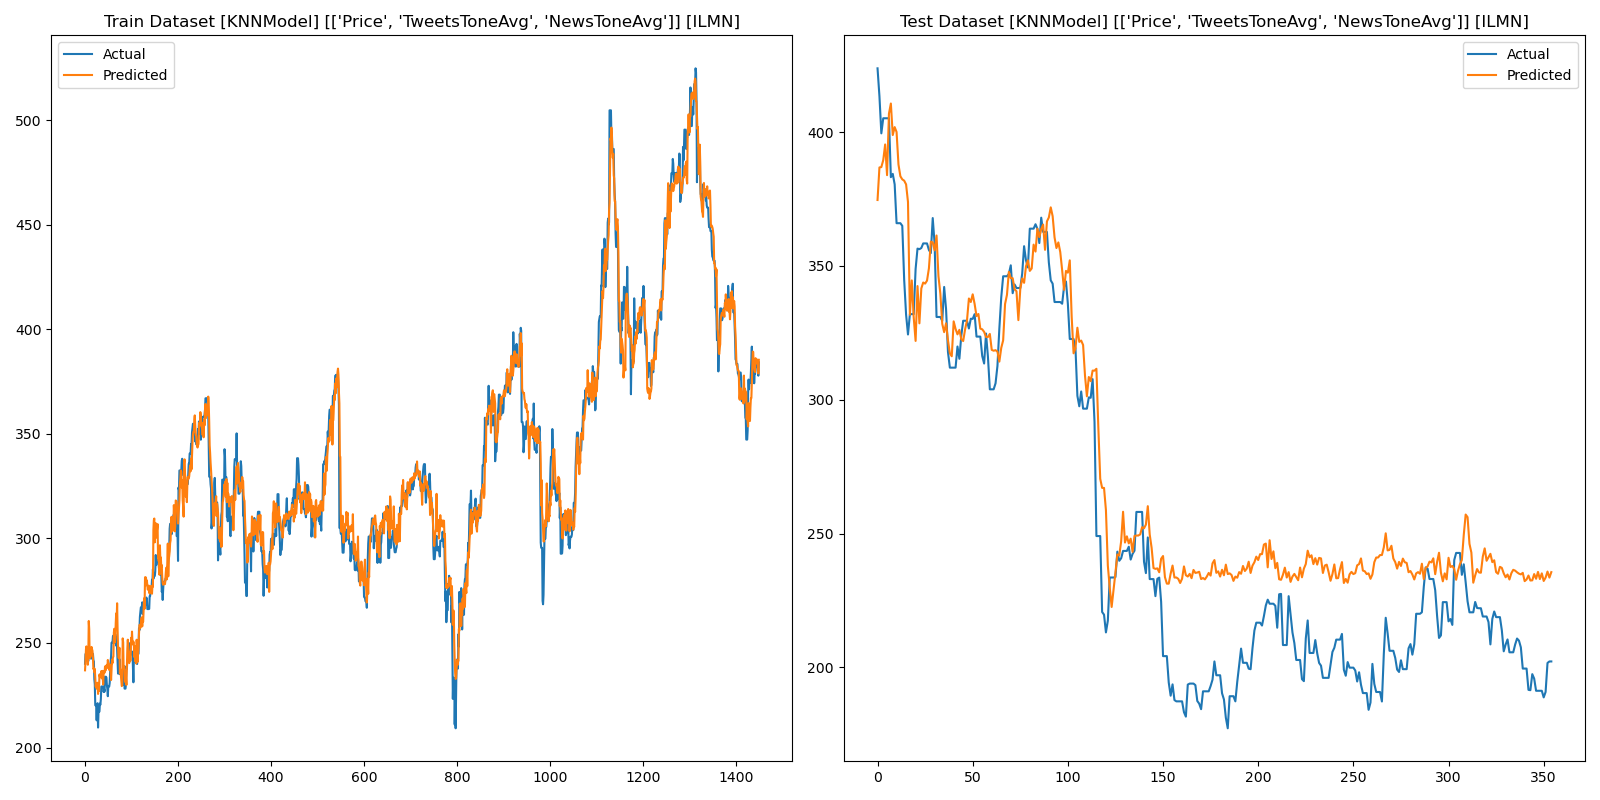 Train Dataset [KNNModel] [['Price', 'TweetsToneAvg', 'NewsToneAvg']] [ILMN]
Actual
Predicted
500
450
400
350
300
250
200
0 200 400 600 800 1000 1200 1400
Test Dataset [KNNModel] [['Price', 'TweetsToneAvg', 'NewsToneAvg']] [ILMN]
Actual
Predicted
400
350
300
250
200
0 50 100 150 200 250 300 350